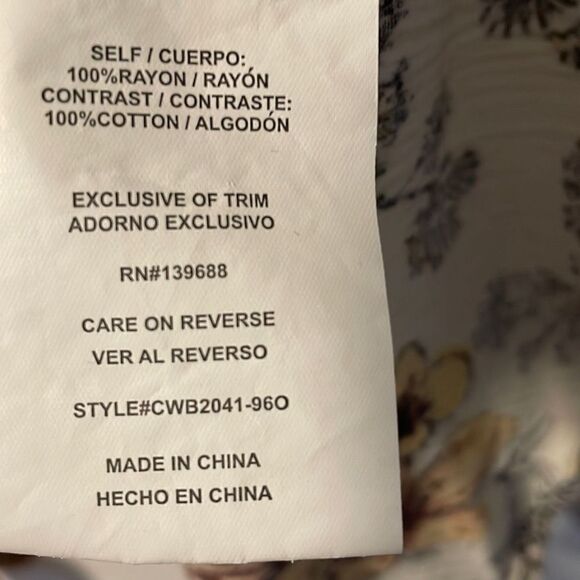 SELF / CUERPO:
100%RAYON / RAYÓN
CONTRAST / CONTRASTE:
100%COTTON / ALGODÓN
EXCLUSIVE OF TRIM
ADORNO EXCLUSIVO
RN#139688
CARE ON REVERSE
VER AL REVERSO
STYLE#CWB2041-96O
MADE IN CHINA
HECHO EN CHINA